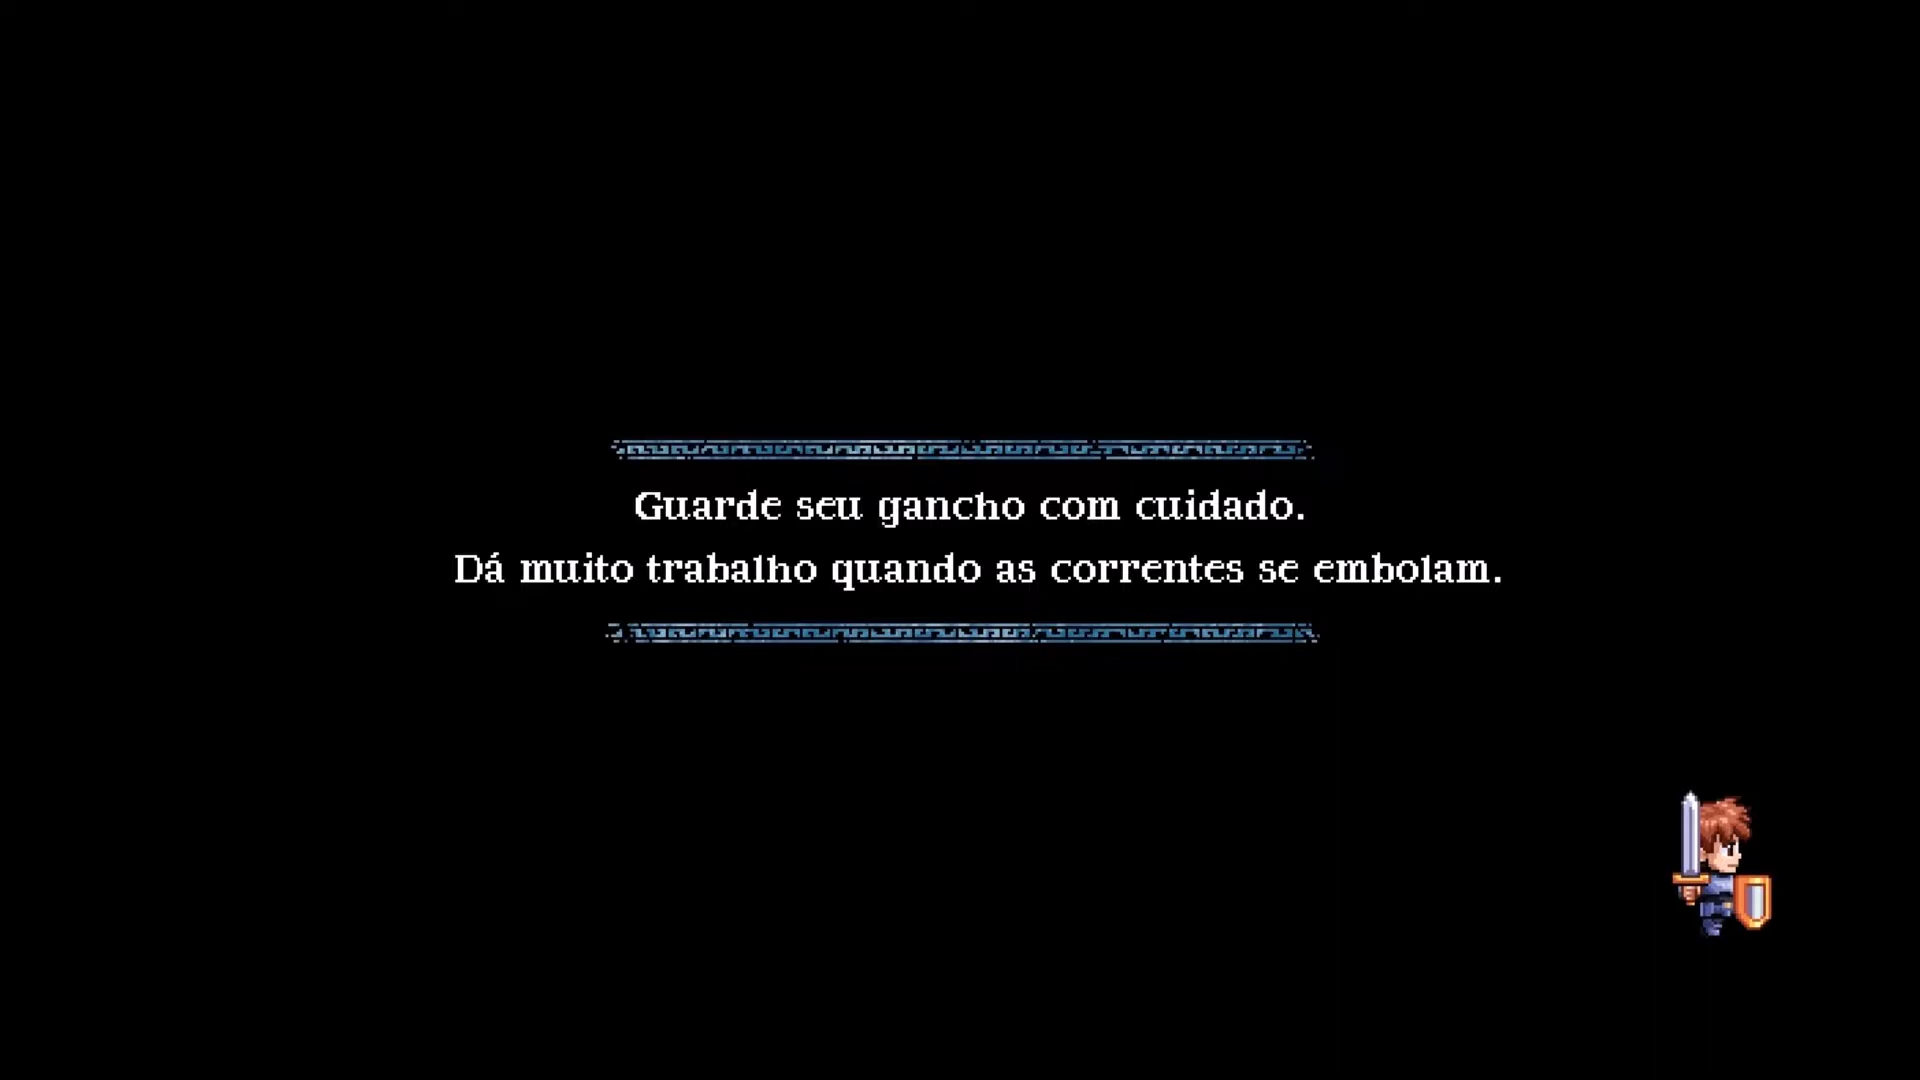 Guarde seu gancho com cuidado.
Dá muito trabalho quando as correntes se embolam.